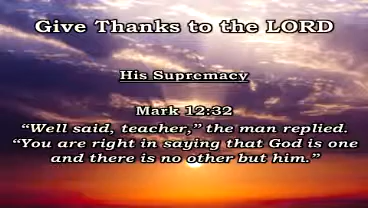 Give Thanks to the LORD
His Supremacy
Mark 12:32
“Well said, teacher,” the man replied.
“You are right in saying that God is one
and there is no other but him.”